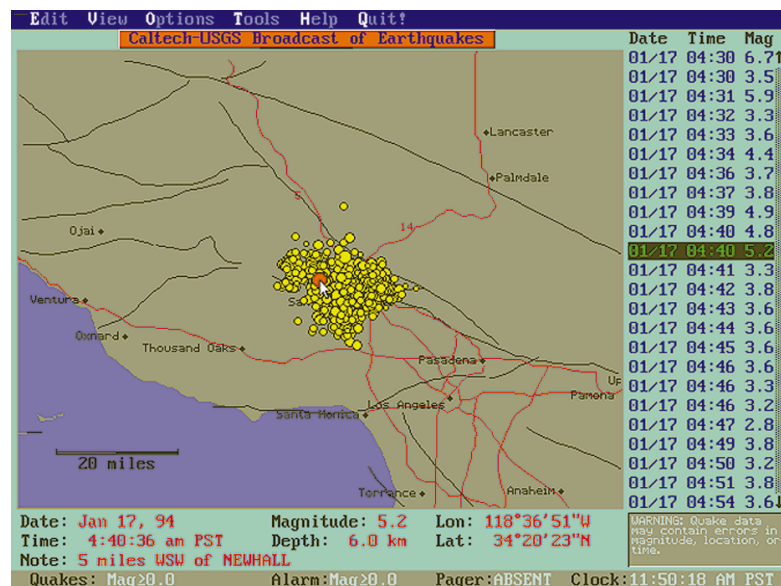 Edit View Options Tools Help Quit!
Caltech-USGS Broadcast of Earthquakes
Date Time Mag
01/17 04:30 6.7
01/17 04:30 3.5
01/17 04:31 5.9
01/17 04:32 3.3
01/17 04:33 3.6
01/17 04:34 4.4
01/17 04:36 3.7
01/17 04:37 3.8
01/17 04:39 4.9
01/17 04:40 4.8
01/17 04:40 5.2
01/17 04:41 3.3
01/17 04:42 3.8
01/17 04:43 3.6
01/17 04:44 3.6
01/17 04:45 3.6
01/17 04:46 3.6
01/17 04:46 3.3
01/17 04:46 3.2
01/17 04:47 2.8
01/17 04:49 3.8
01/17 04:50 3.2
01/17 04:51 3.8
01/17 04:54 3.6
Lancaster
Palmdale
5
14
Ojai
Ventura
Oxnard
Thousand Oaks
Pasadena
Up
Pomona
Los Angeles
Santa Monica
20 miles
Torrance
Anaheim
Date: Jan 17, 94 Magnitude: 5.2 Lon: 118°36'51"W
Time: 4:40:36 am PST Depth: 6.0 km Lat: 34°20'23"N
Note: 5 miles WSW of NEWHALL
WARNING: Quake data
may contain errors in
magnitude, location, or
time.
Quakes: Mag≥0.0 Alarm:Mag≥0.0 Pager:ABSENT Clock:11:50:18 AM PST